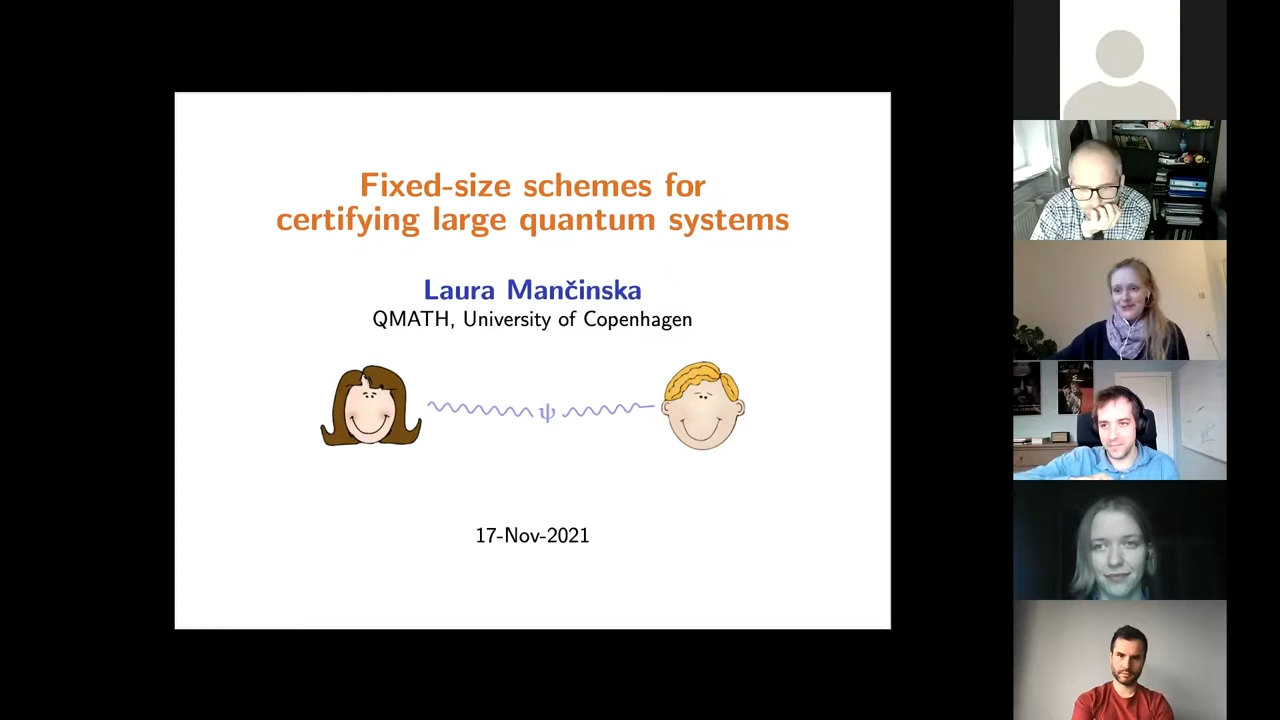 Fixed-size schemes for
certifying large quantum systems
Laura Mančinska
QMATH, University of Copenhagen
ψ
17-Nov-2021